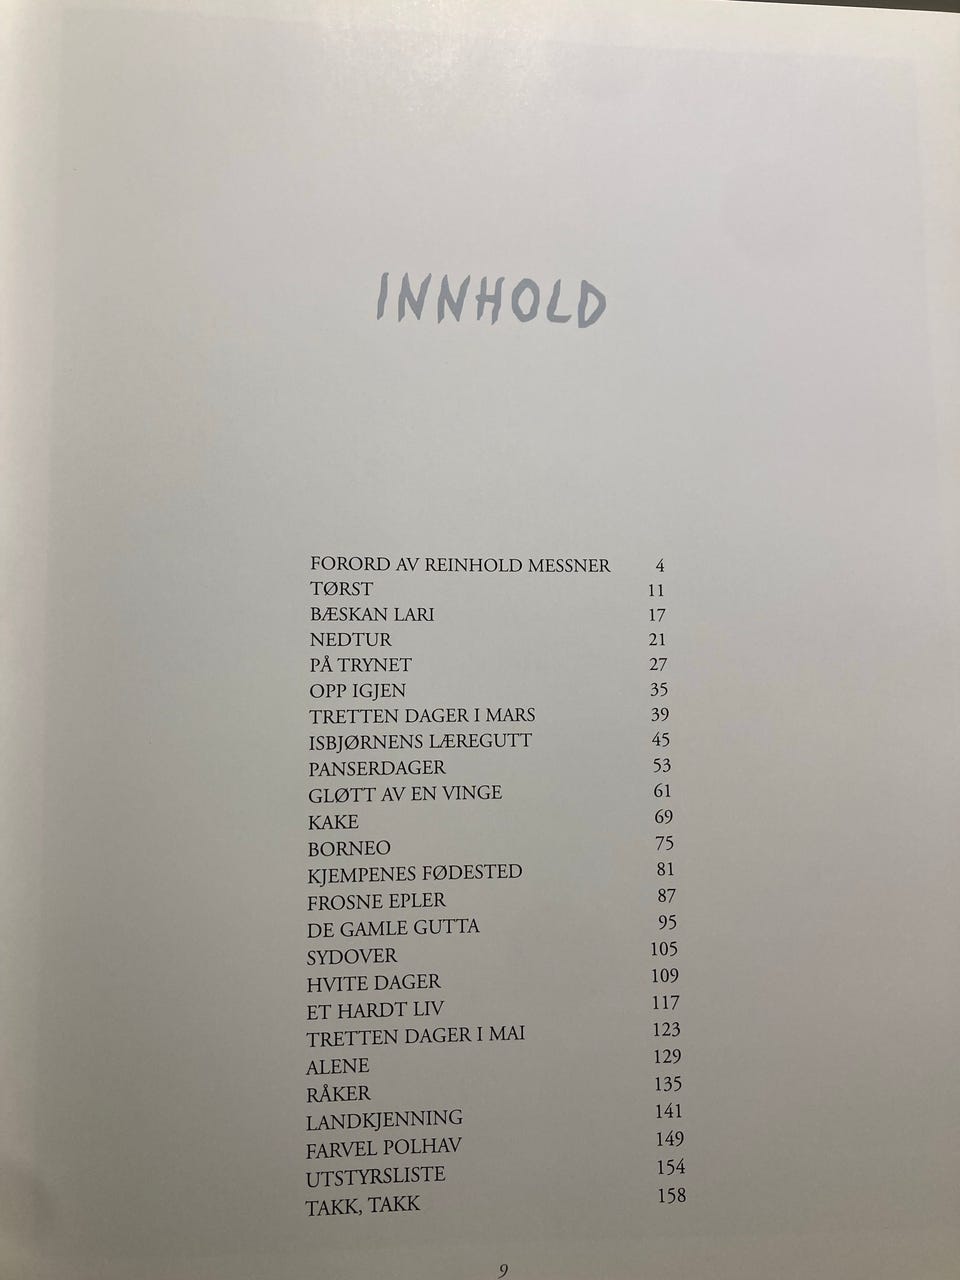 INNHOLD
FORORD AV REINHOLD MESSNER 4
TØRST 11
BÆSKAN LARI 17
NEDTUR 21
PÅ TRYNET 27
OPP IGJEN 35
TRETTEN DAGER I MARS 39
ISBJØRNENS LÆREGUTT 45
PANSERDAGER 53
GLØTT AV EN VINGE 61
KAKE 69
BORNEO 75
KJEMPENES FØDESTED 81
FROSNE EPLER 87
DE GAMLE GUTTA 95
SYDOVER 105
HVITE DAGER 109
ET HARDT LIV 117
TRETTEN DAGER I MAI 123
ALENE 129
RÅKER 135
LANDKJENNING 141
FARVEL POLHAV 149
UTSTYRSLISTE 154
TAKK, TAKK 158
9